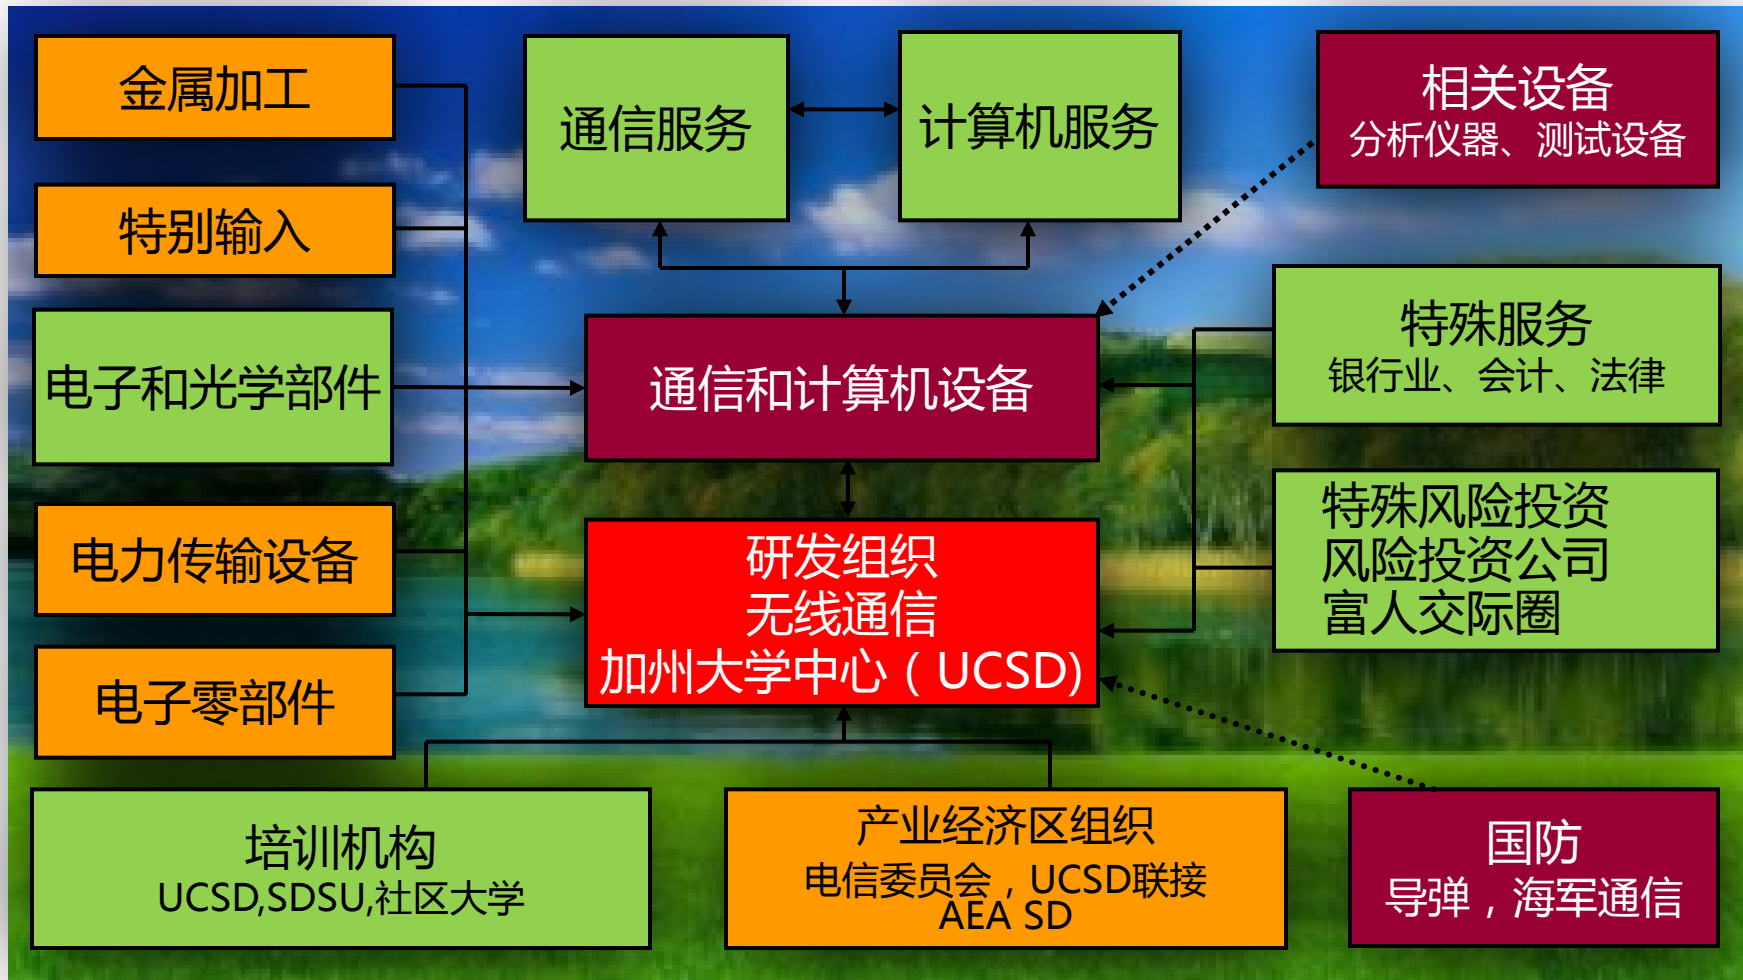 金属加工
特别输入
电子和光学部件
电力传输设备
电子零部件
通信服务
计算机服务
相关设备
分析仪器、测试设备
通信和计算机设备
特殊服务
银行业、会计、法律
特殊风险投资
风险投资公司
富人交际圈
研发组织
无线通信
加州大学中心（UCSD)
培训机构
UCSD,SDSU,社区大学
产业经济区组织
电信委员会，UCSD联接
AEA SD
国防
导弹，海军通信